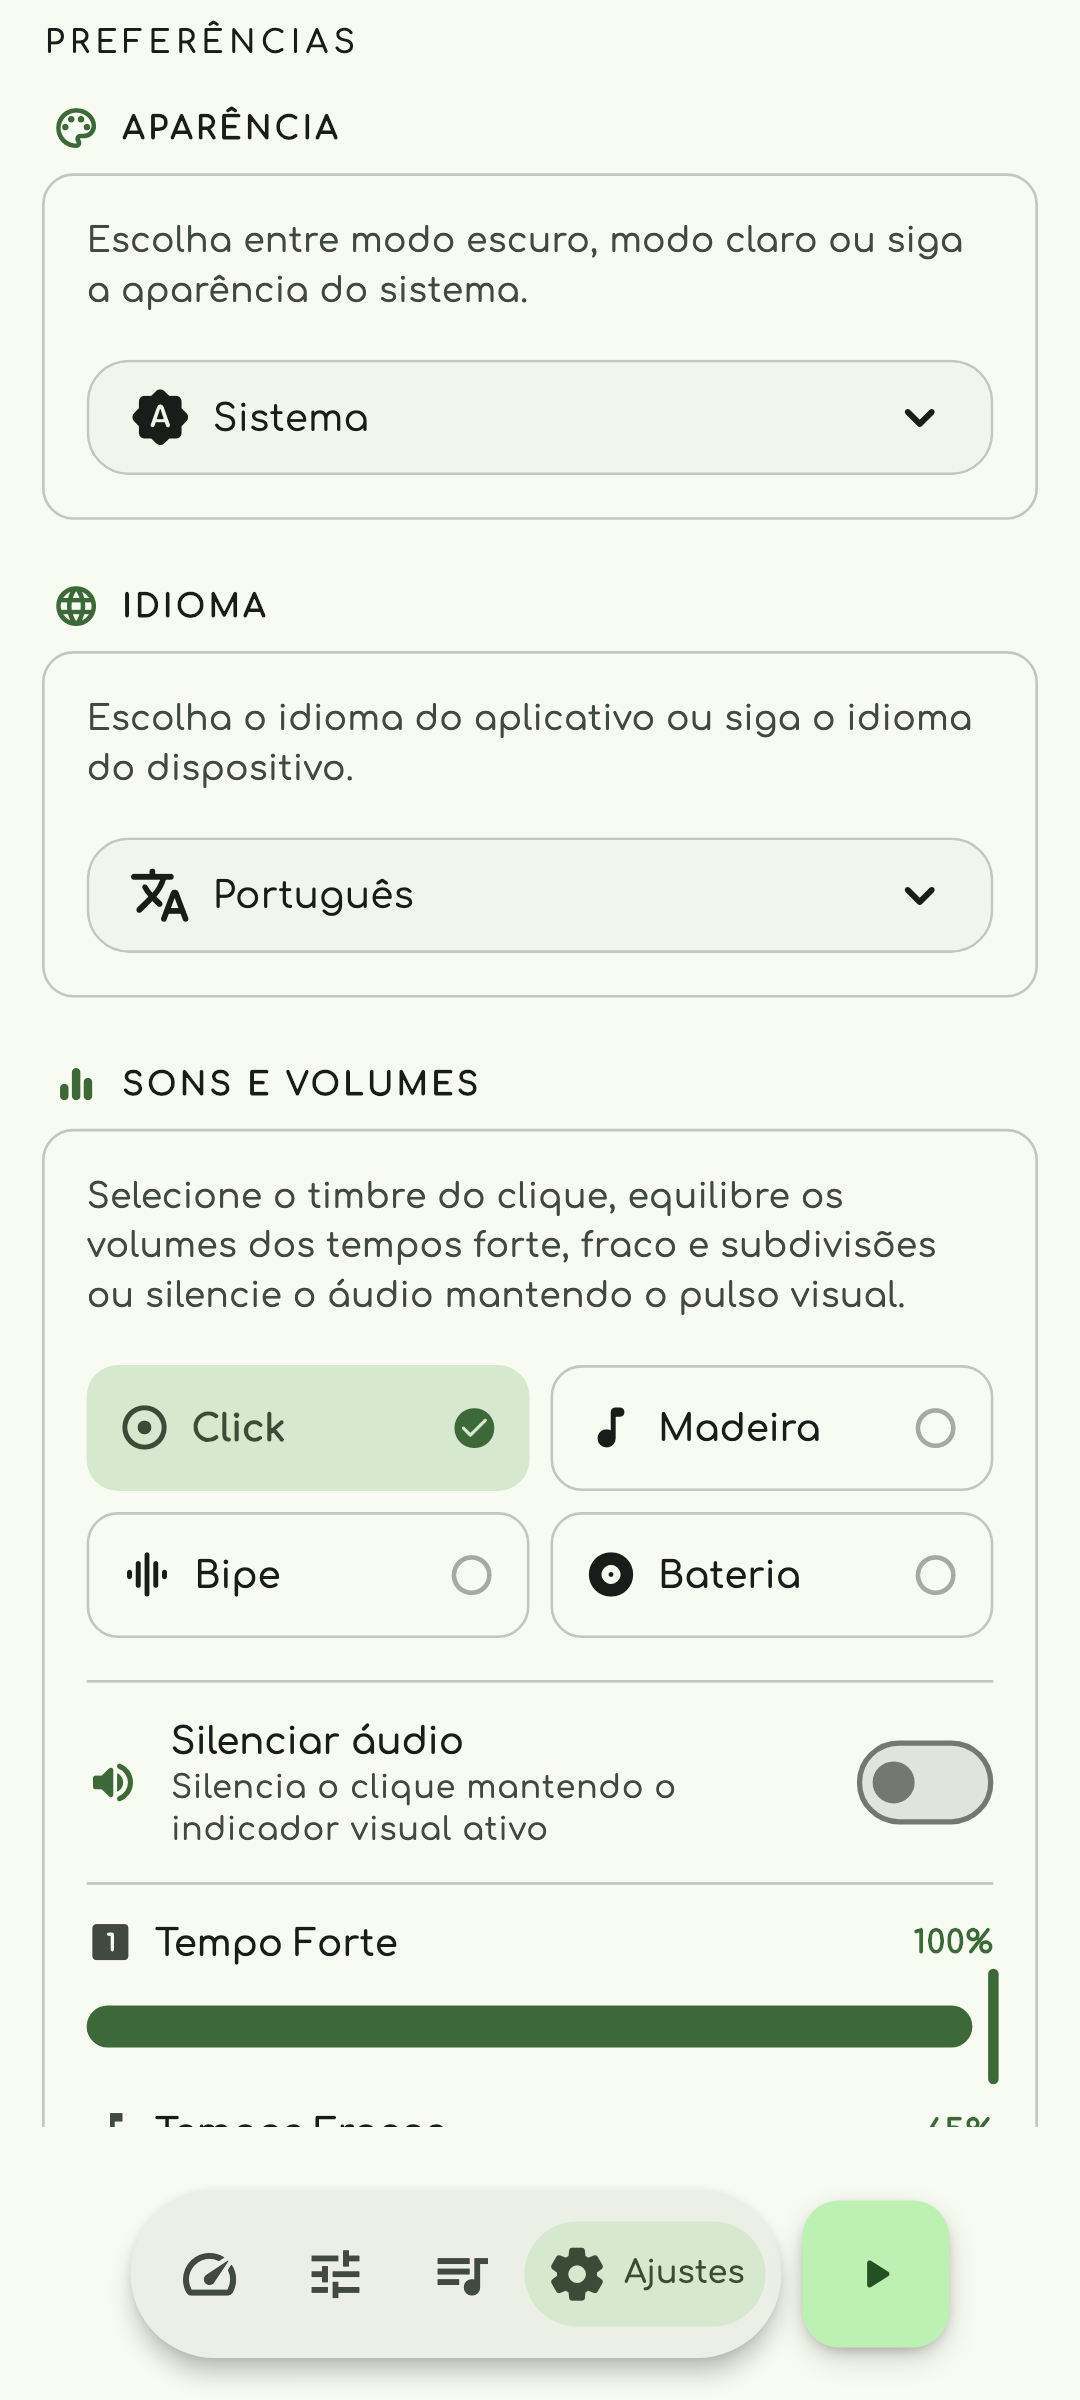 PREFERÊNCIAS
APARÊNCIA
Escolha entre modo escuro, modo claro ou siga
a aparência do sistema.
A Sistema
IDIOMA
Escolha o idioma do aplicativo ou siga o idioma
do dispositivo.
Português
SONS E VOLUMES
Selecione o timbre do clique, equilibre os
volumes dos tempos forte, fraco e subdivisões
ou silencie o áudio mantendo o pulso visual.
Click
Madeira
Bipe
Bateria
Silenciar áudio
Silencia o clique mantendo o
indicador visual ativo
1 Tempo Forte
100%
Ajustes